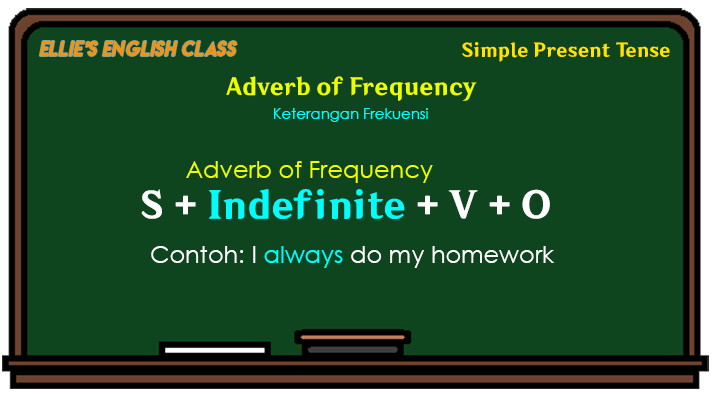 ELLIE'S ENGLISH CLASS
Simple Present Tense
Adverb of Frequency
Keterangan Frekuensi
Adverb of Frequency
S + Indefinite + V + O
Contoh: I always do my homework